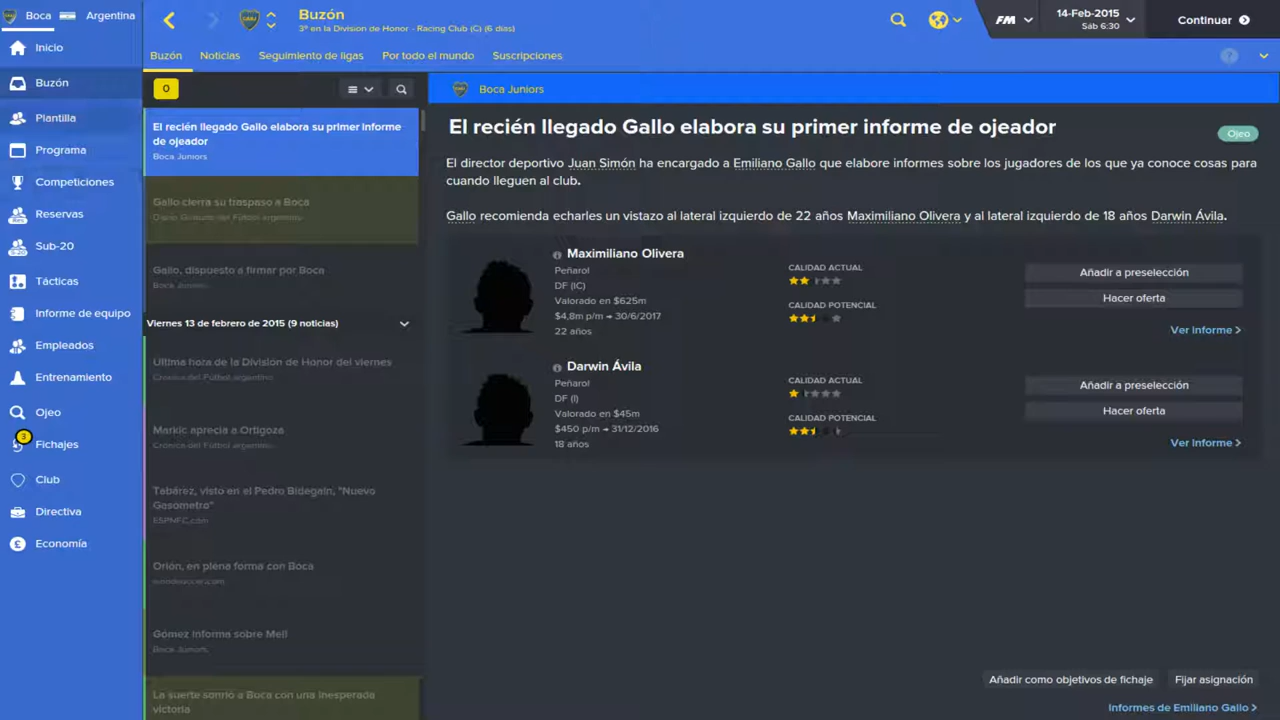 Boca Argentina
Buzón
3º en la División de Honor - Racing Club (C) (6 días)
FM
14-Feb-2015
Sáb 6:30
Continuar
Inicio
Buzón
Plantilla
Programa
Competiciones
Reservas
Sub-20
Tácticas
Informe de equipo
Empleados
Entrenamiento
Ojeo
3
Fichajes
Club
Directiva
Economía
Buzón Noticias Seguimiento de ligas Por todo el mundo Suscripciones
0
El recién llegado Gallo elabora su primer informe
de ojeador
Boca Juniors
Gallo cierra su traspaso a Boca
Diario Gratuito del Fútbol argentino
Gallo, dispuesto a firmar por Boca
Boca Juniors
Viernes 13 de febrero de 2015 (9 noticias)
Última hora de la División de Honor del viernes
Crónica del Fútbol argentino
Markic aprecia a Ortigoza
Crónica del Fútbol argentino
Tabárez, visto en el Pedro Bidegain, "Nuevo
Gasometro"
ESPNFC.com
Orión, en plena forma con Boca
Gómez informa sobre Meli
Boca Juniors
La suerte sonrió a Boca con una inesperada
victoria
Boca Juniors
El recién llegado Gallo elabora su primer informe de ojeador
Ojeo
El director deportivo Juan Simón ha encargado a Emiliano Gallo que elabore informes sobre los jugadores de los que ya conoce cosas para
cuando lleguen al club.
Gallo recomienda echarles un vistazo al lateral izquierdo de 22 años Maximiliano Olivera y al lateral izquierdo de 18 años Darwin Ávila.
Maximiliano Olivera
Peñarol
DF (IC)
Valorado en $625m
$4,8m p/m → 30/6/2017
22 años
CALIDAD ACTUAL
CALIDAD POTENCIAL
Añadir a preselección
Hacer oferta
Ver informe >
Darwin Ávila
Peñarol
DF (I)
Valorado en $45m
$450 p/m → 31/12/2016
18 años
CALIDAD ACTUAL
CALIDAD POTENCIAL
Añadir a preselección
Hacer oferta
Ver informe >
Añadir como objetivos de fichaje Fijar asignación
Informes de Emiliano Gallo >